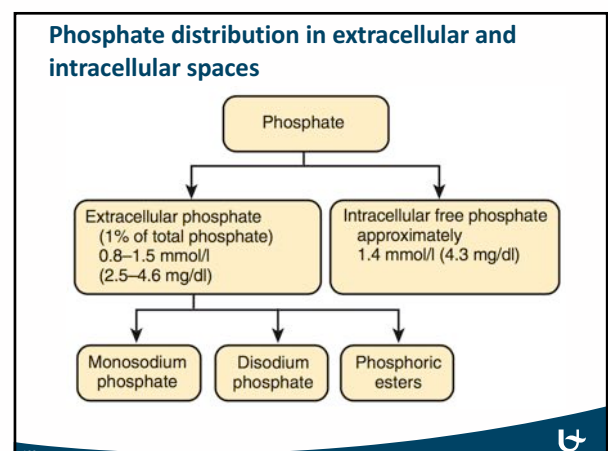 Phosphate distribution in extracellular and
intracellular spaces
Phosphate
Extracellular phosphate
(1% of total phosphate)
0.8–1.5 mmol/l
(2.5–4.6 mg/dl)
Intracellular free phosphate
approximately
1.4 mmol/l (4.3 mg/dl)
Monosodium
phosphate
Disodium
phosphate
Phosphoric
esters